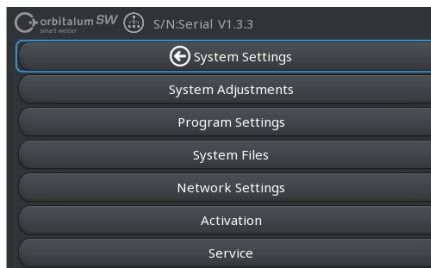 orbitalum SW S/N:Serial V1.3.3
smart welder
System Settings
System Adjustments
Program Settings
System Files
Network Settings
Activation
Service